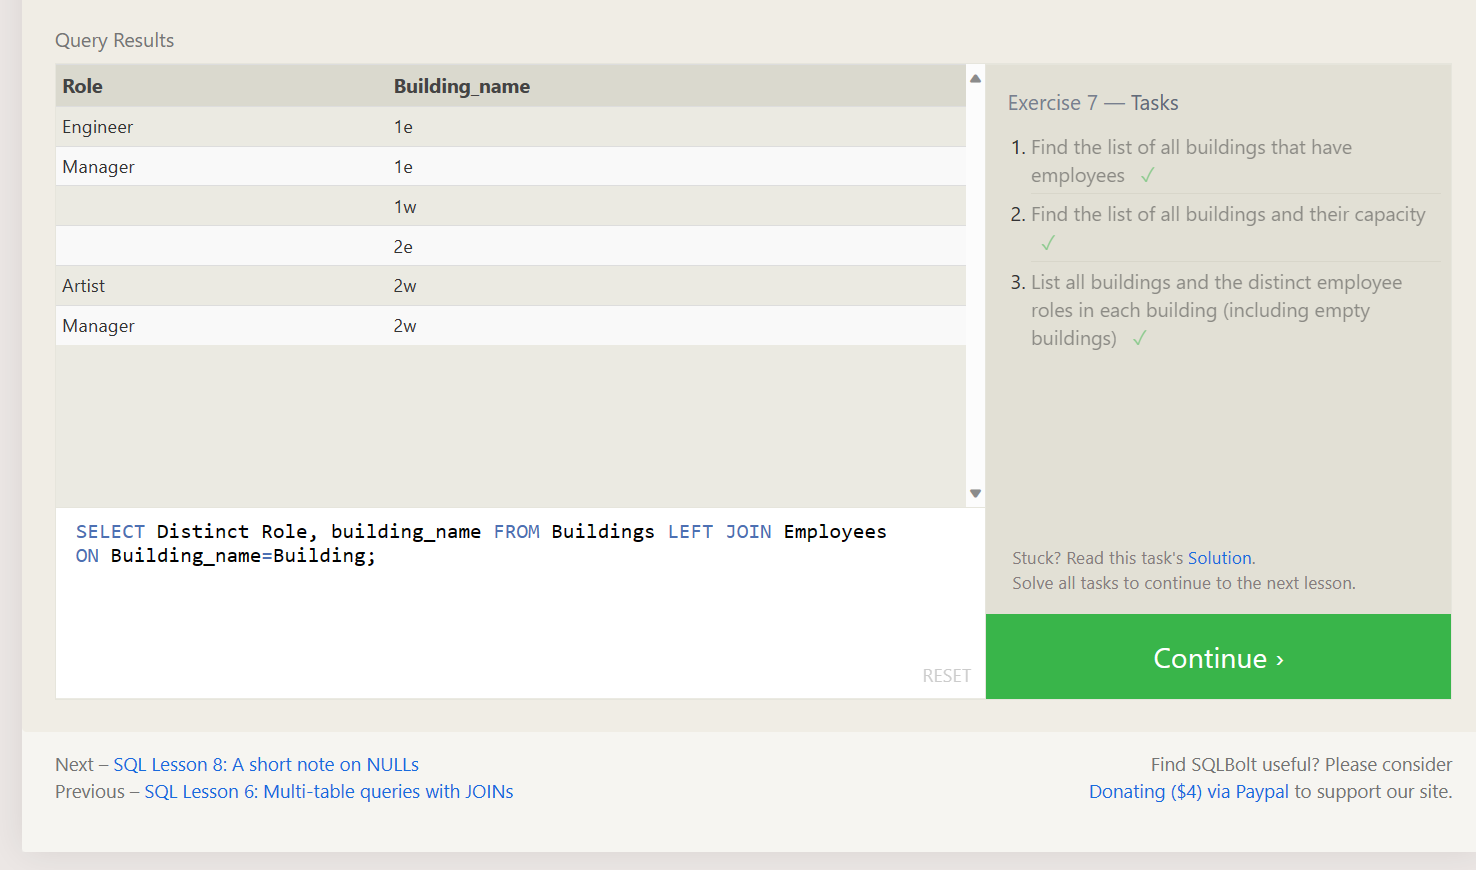 Query Results
Role Building_name
Engineer 1e
Manager 1e
1w
2e
Artist 2w
Manager 2w
SELECT Distinct Role, building_name FROM Buildings LEFT JOIN Employees
ON Building_name=Building;
RESET
Exercise 7 — Tasks
1. Find the list of all buildings that have
employees ✓
2. Find the list of all buildings and their capacity
✓
3. List all buildings and the distinct employee
roles in each building (including empty
buildings) ✓
Stuck? Read this task's Solution.
Solve all tasks to continue to the next lesson.
Continue ›
Next – SQL Lesson 8: A short note on NULLs
Previous – SQL Lesson 6: Multi-table queries with JOINs
Find SQLBolt useful? Please consider
Donating ($4) via Paypal to support our site.